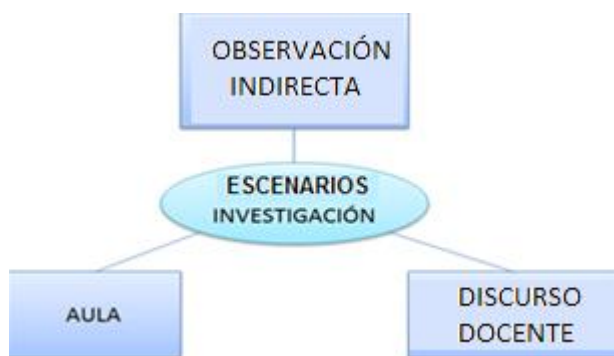 OBSERVACIÓN
INDIRECTA
ESCENARIOS
INVESTIGACIÓN
AULA
DISCURSO
DOCENTE